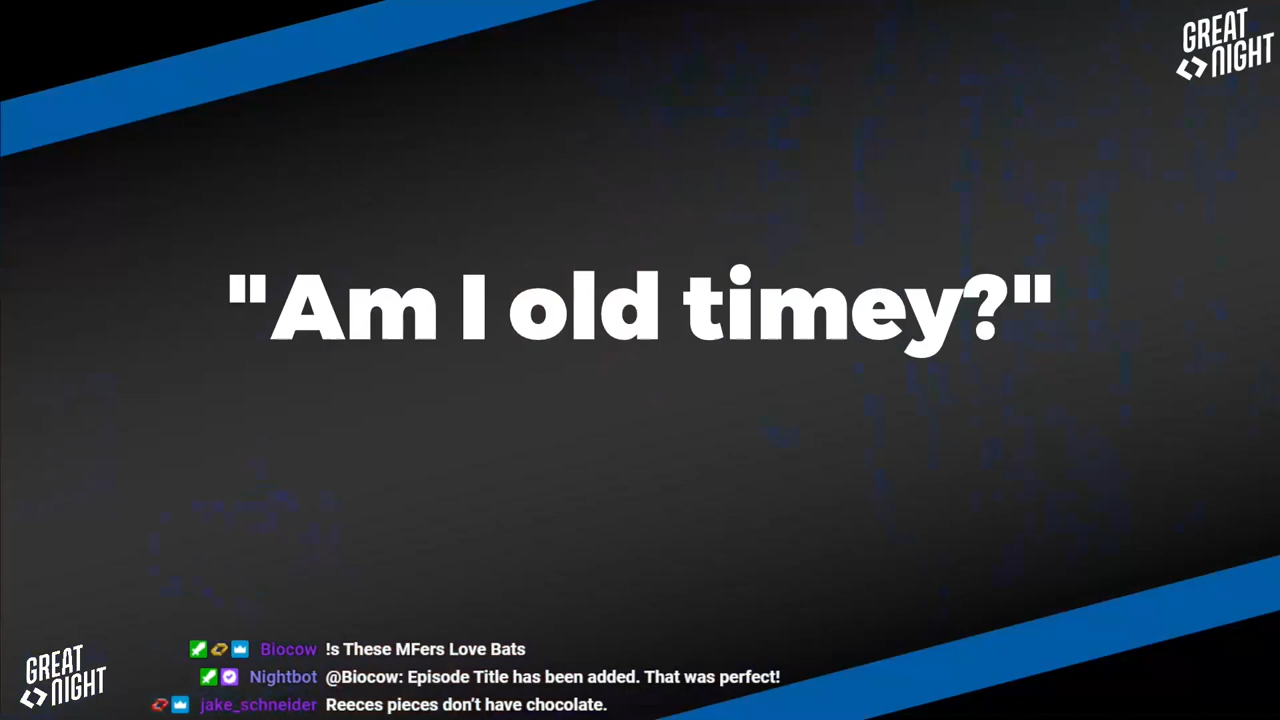 GREAT
NIGHT
"Am I old timey?"
GREAT
NIGHT
Biocow !s These MFers Love Bats
Nightbot @Biocow: Episode Title has been added. That was perfect!
jake_schneider Reeces pieces don't have chocolate.